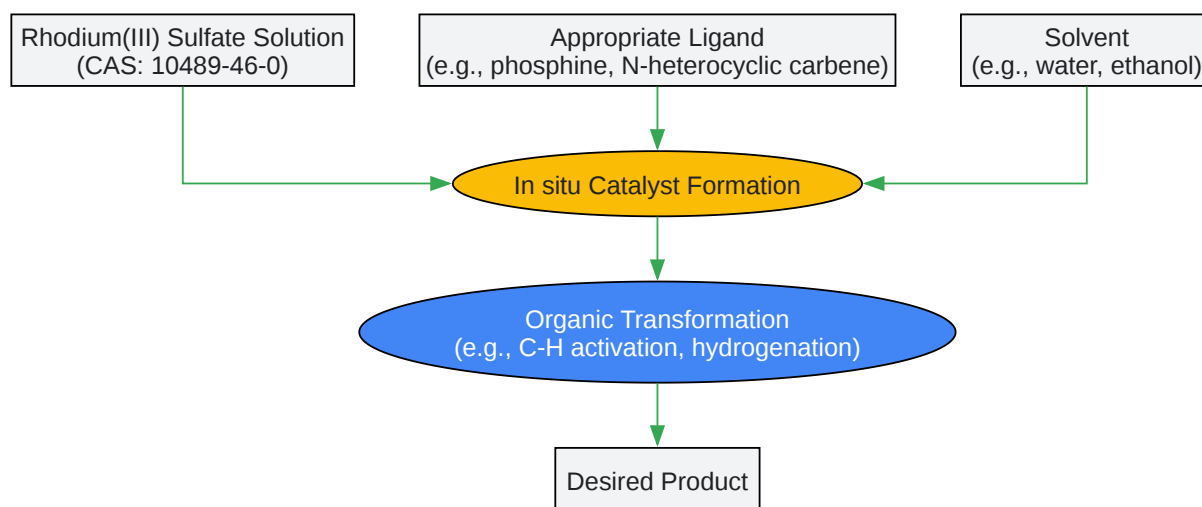 Rhodium(III) Sulfate Solution
(CAS: 10489-46-0)
Appropriate Ligand
(e.g., phosphine, N-heterocyclic carbene)
Solvent
(e.g., water, ethanol)
In situ Catalyst Formation
Organic Transformation
(e.g., C-H activation, hydrogenation)
Desired Product